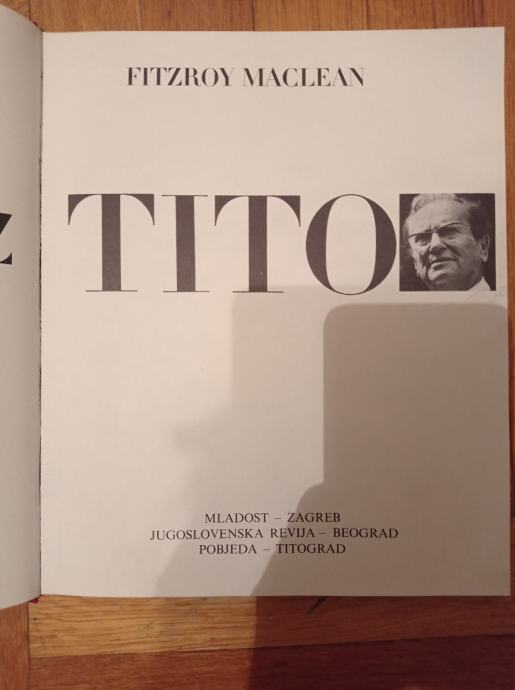 FITZROY MACLEAN
TITO
MLADOST – ZAGREB
JUGOSLOVENSKA REVIJA – BEOGRAD
POBJEDA – TITOGRAD